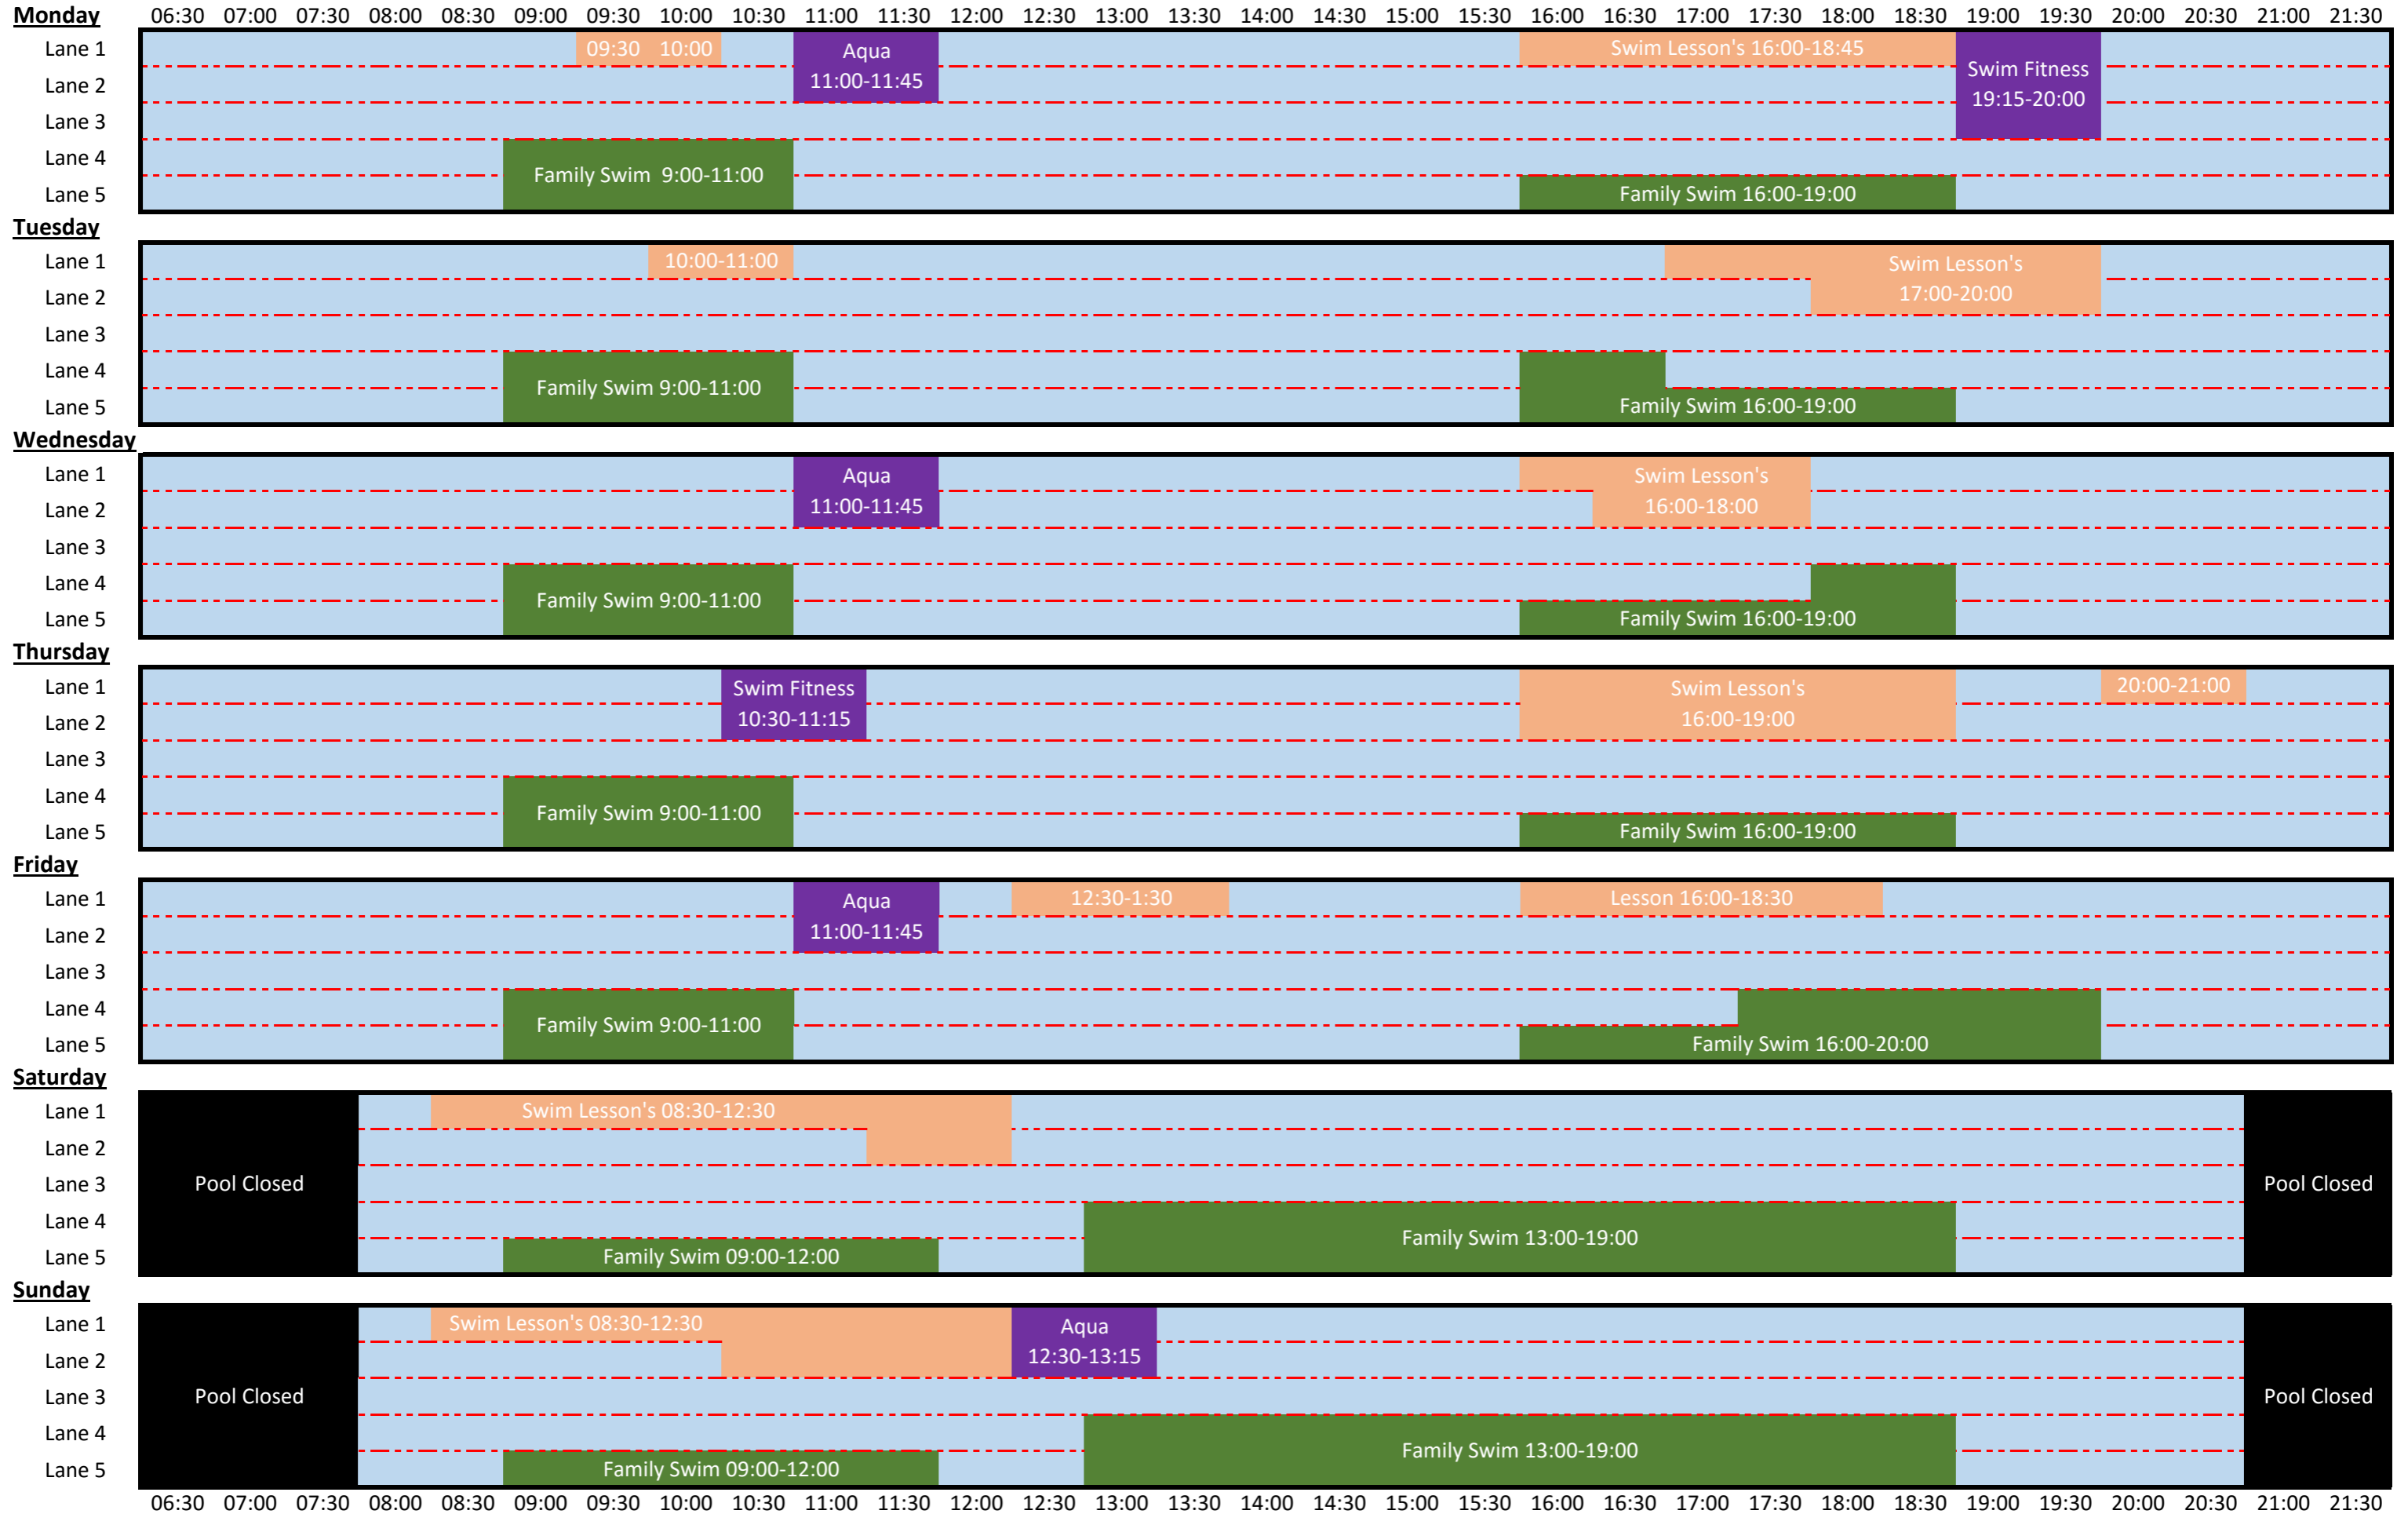 Monday 06:30 07:00 07:30 08:00 08:30 09:00 09:30 10:00 10:30 11:00 11:30 12:00 12:30 13:00 13:30 14:00 14:30 15:00 15:30 16:00 16:30 17:00 17:30 18:00 18:30 19:00 19:30 20:00 20:30 21:00 21:30
Lane 1 09:30 10:00 Aqua Swim Lesson's 16:00-18:45
Swim Fitness
Lane 2 11:00-11:45
19:15-20:00
Lane 3
Lane 4
Family Swim 9:00-11:00
Lane 5 Family Swim 16:00-19:00
Tuesday
Lane 1 10:00-11:00 Swim Lesson's
Lane 2 17:00-20:00
Lane 3
Lane 4
Family Swim 9:00-11:00
Lane 5 Family Swim 16:00-19:00
Wednesday
Lane 1 Aqua Swim Lesson's
Lane 2 11:00-11:45 16:00-18:00
Lane 3
Lane 4
Family Swim 9:00-11:00
Lane 5 Family Swim 16:00-19:00
Thursday
Lane 1 Swim Fitness Swim Lesson's 20:00-21:00
Lane 2 10:30-11:15 16:00-19:00
Lane 3
Lane 4
Family Swim 9:00-11:00
Lane 5 Family Swim 16:00-19:00
Friday
Lane 1 Aqua 12:30-1:30 Lesson 16:00-18:30
Lane 2 11:00-11:45
Lane 3
Lane 4
Family Swim 9:00-11:00
Lane 5 Family Swim 16:00-20:00
Saturday
Lane 1 Swim Lesson's 08:30-12:30
Lane 2
Lane 3 Pool Closed Pool Closed
Lane 4
Family Swim 13:00-19:00
Lane 5 Family Swim 09:00-12:00
Sunday
Lane 1 Swim Lesson's 08:30-12:30 Aqua
Lane 2 12:30-13:15
Lane 3 Pool Closed Pool Closed
Lane 4
Family Swim 13:00-19:00
Lane 5 Family Swim 09:00-12:00
06:30 07:00 07:30 08:00 08:30 09:00 09:30 10:00 10:30 11:00 11:30 12:00 12:30 13:00 13:30 14:00 14:30 15:00 15:30 16:00 16:30 17:00 17:30 18:00 18:30 19:00 19:30 20:00 20:30 21:00 21:30